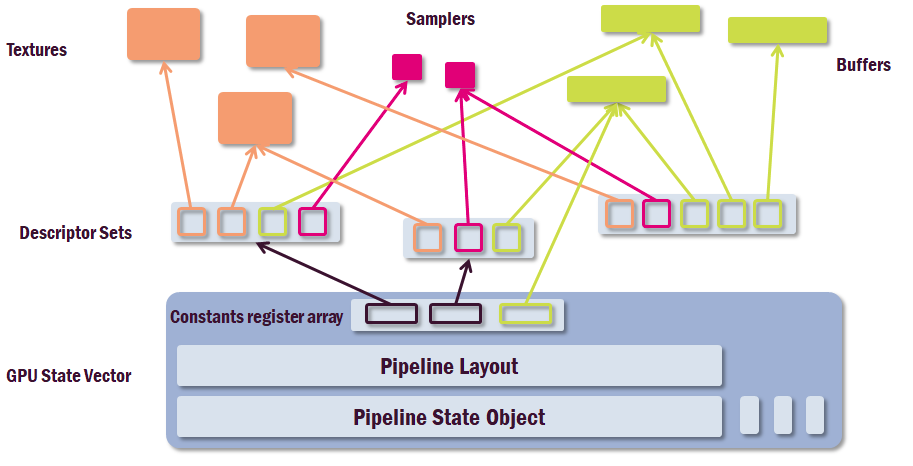 Samplers
Textures
Buffers
Descriptor Sets
Constants register array
GPU State Vector
Pipeline Layout
Pipeline State Object